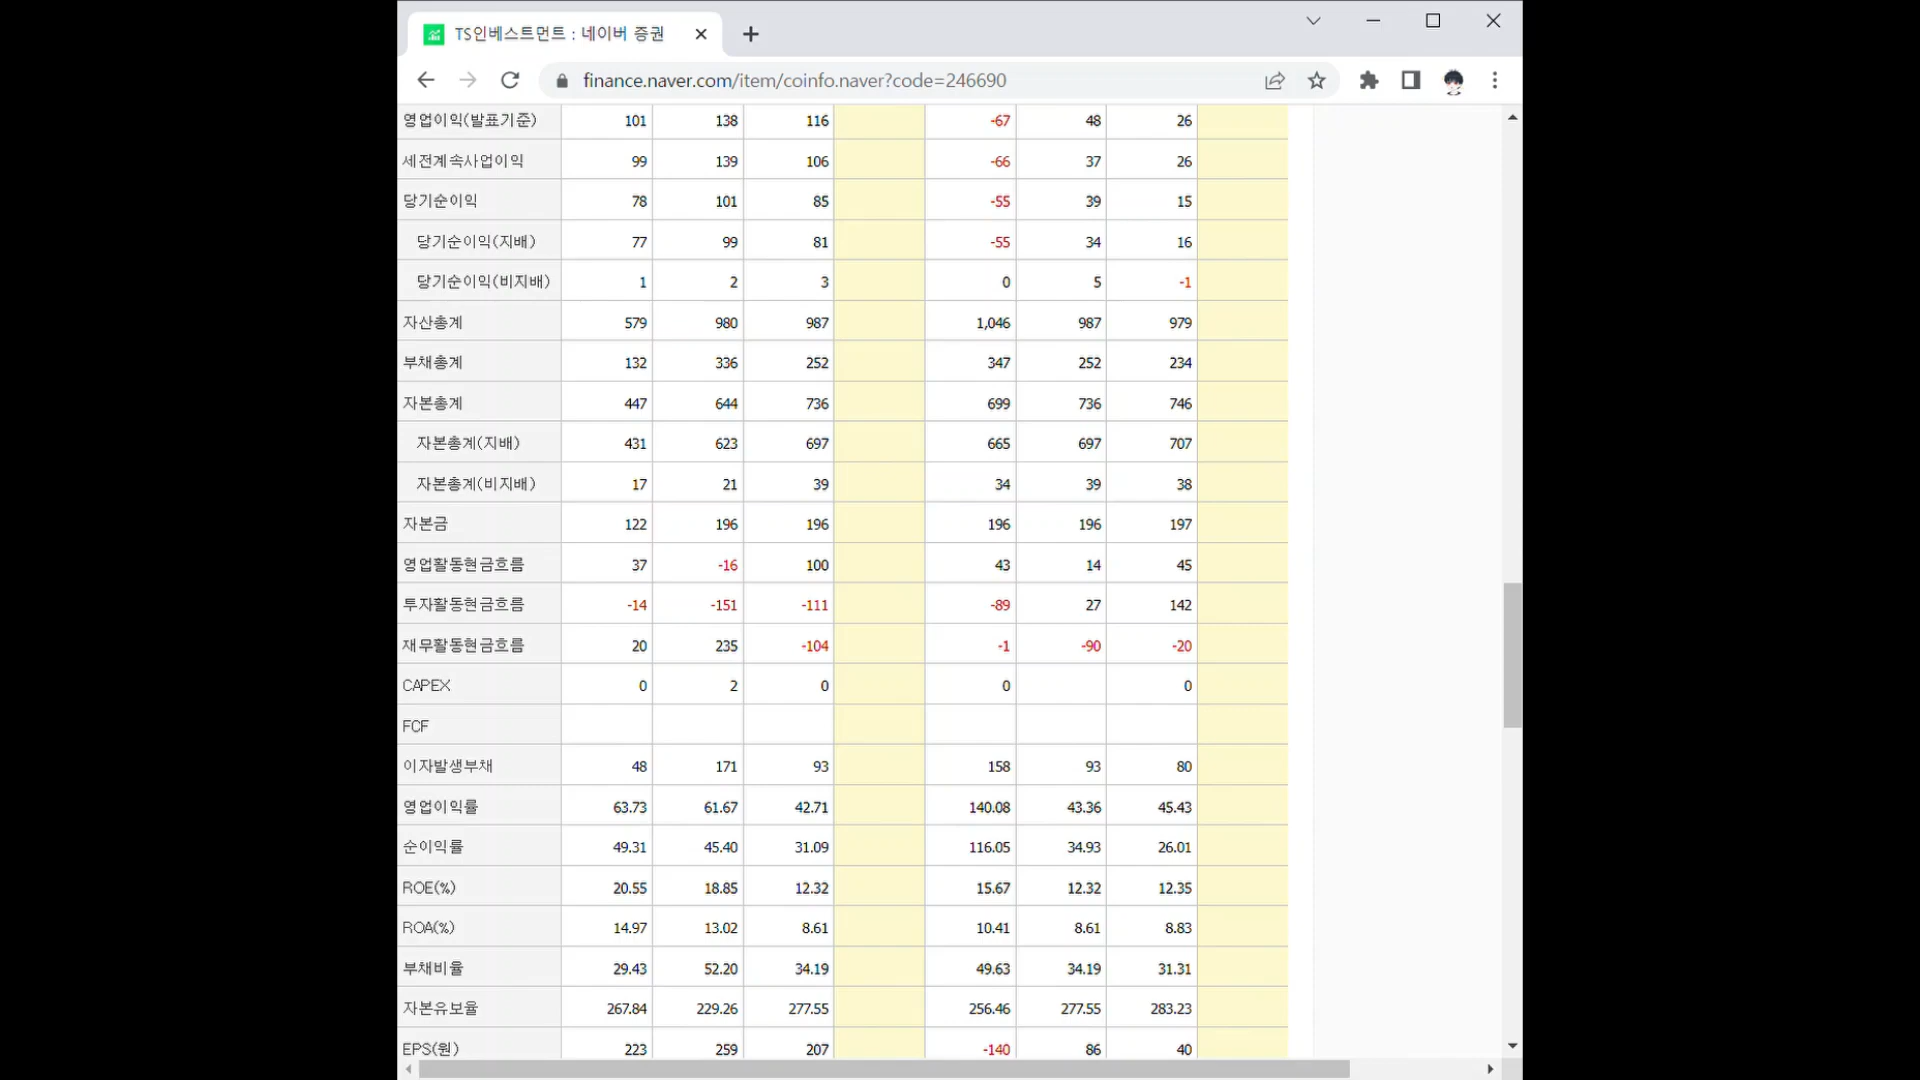 TS인베스트먼트 : 네이버 증권
finance.naver.com/item/coinfo.naver?code=246690
영업이익(발표기준) 101 138 116 -67 48 26
세전계속사업이익 99 139 106 -66 37 26
당기순이익 78 101 85 -55 39 15
당기순이익(지배) 77 99 81 -55 34 16
당기순이익(비지배) 1 2 3 0 5 -1
자산총계 579 980 987 1,046 987 979
부채총계 132 336 252 347 252 234
자본총계 447 644 736 699 736 746
자본총계(지배) 431 623 697 665 697 707
자본총계(비지배) 17 21 39 34 39 38
자본금 122 196 196 196 196 197
영업활동현금흐름 37 -16 100 43 14 45
투자활동현금흐름 -14 -151 -111 -89 27 142
재무활동현금흐름 20 235 -104 -1 -90 -20
CAPEX 0 2 0 0 0
FCF
이자발생부채 48 171 93 158 93 80
영업이익률 63.73 61.67 42.71 140.08 43.36 45.43
순이익률 49.31 45.40 31.09 116.05 34.93 26.01
ROE(%) 20.55 18.85 12.32 15.67 12.32 12.35
ROA(%) 14.97 13.02 8.61 10.41 8.61 8.83
부채비율 29.43 52.20 34.19 49.63 34.19 31.31
자본유보율 267.84 229.26 277.55 256.46 277.55 283.23
EPS(원) 223 259 207 -140 86 40